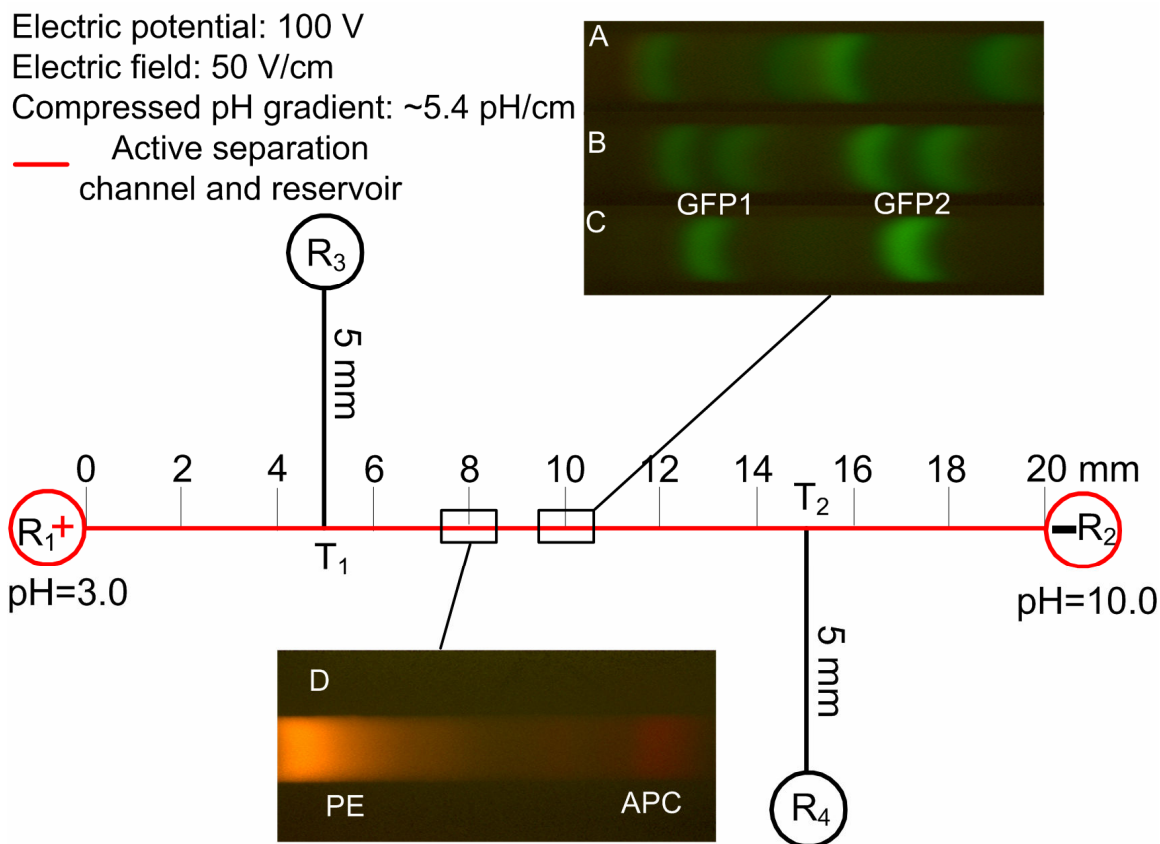 Electric potential: 100 V
Electric field: 50 V/cm
Compressed pH gradient: ~5.4 pH/cm
Active separation
channel and reservoir
A
B
GFP1 GFP2
C
R3
5 mm
0 2 4 6 8 10 12 14 16 18 20 mm
T2
R1+
-R2
T1
pH=3.0
pH=10.0
5 mm
D
PE APC
R4